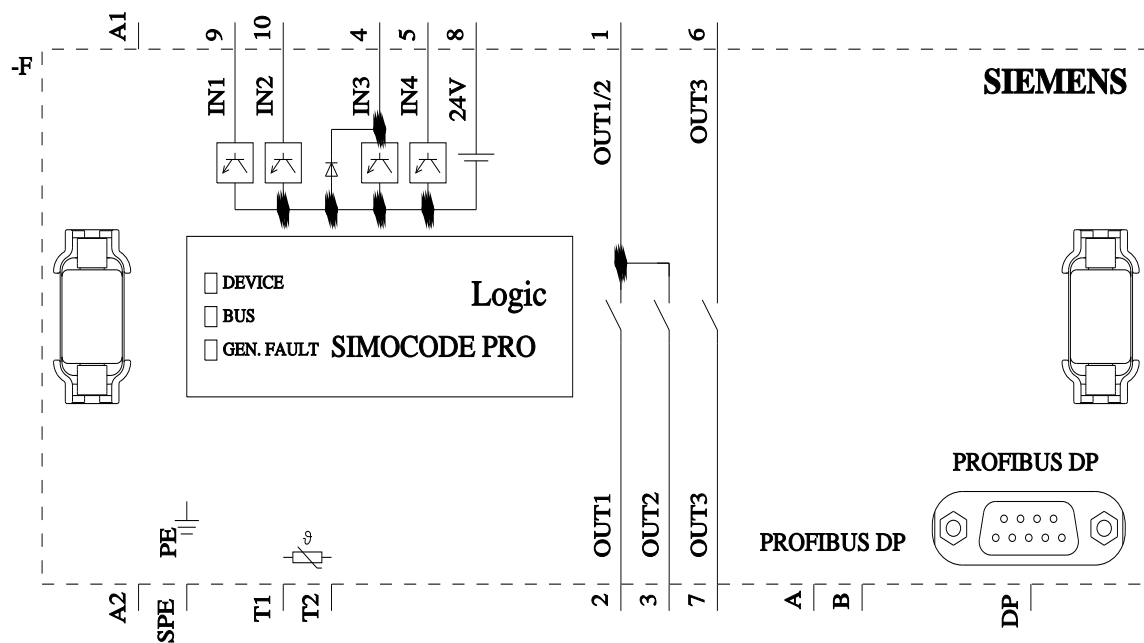 A1
9
10
4
5
8
1
6
-F
IN1
IN2
IN3
IN4
24V
OUT1/2
OUT3
SIEMENS
DEVICE
BUS
GEN. FAULT
Logic
SIMOCODE PRO
PROFIBUS DP
PE
ϑ
OUT1
OUT2
OUT3
PROFIBUS DP
A2
SPE
T1
T2
2
3
7
A
B
DP